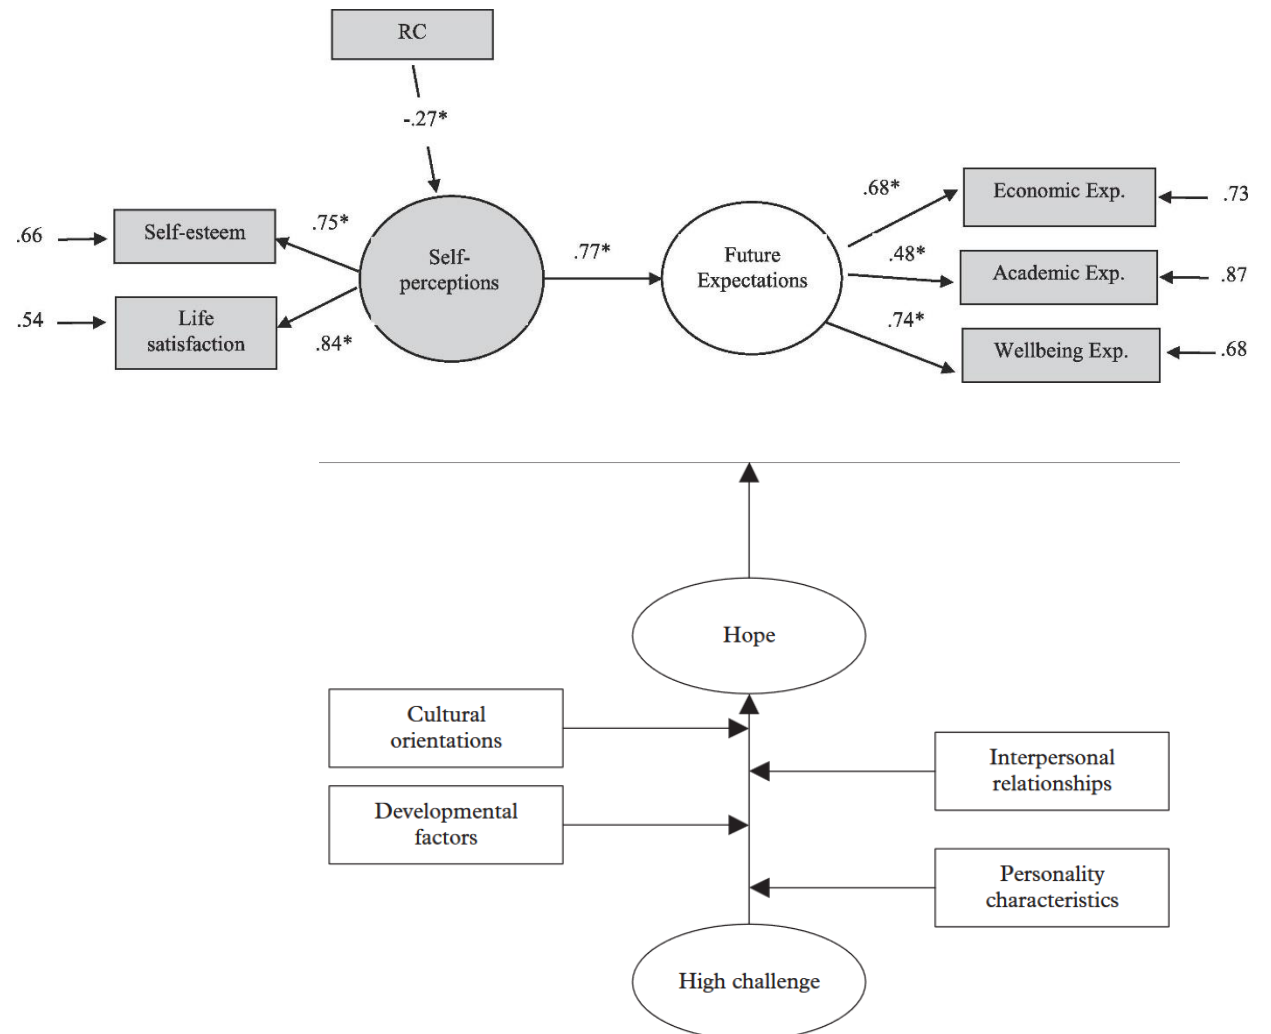 RC
-.27*
.66
Self-esteem
.75*
Self-
perceptions
.77*
Future
Expectations
.68*
Economic Exp.
.73
.48*
Academic Exp.
.87
.54
Life
satisfaction
.84*
.74*
Wellbeing Exp.
.68
Hope
Cultural
orientations
Interpersonal
relationships
Developmental
factors
Personality
characteristics
High challenge